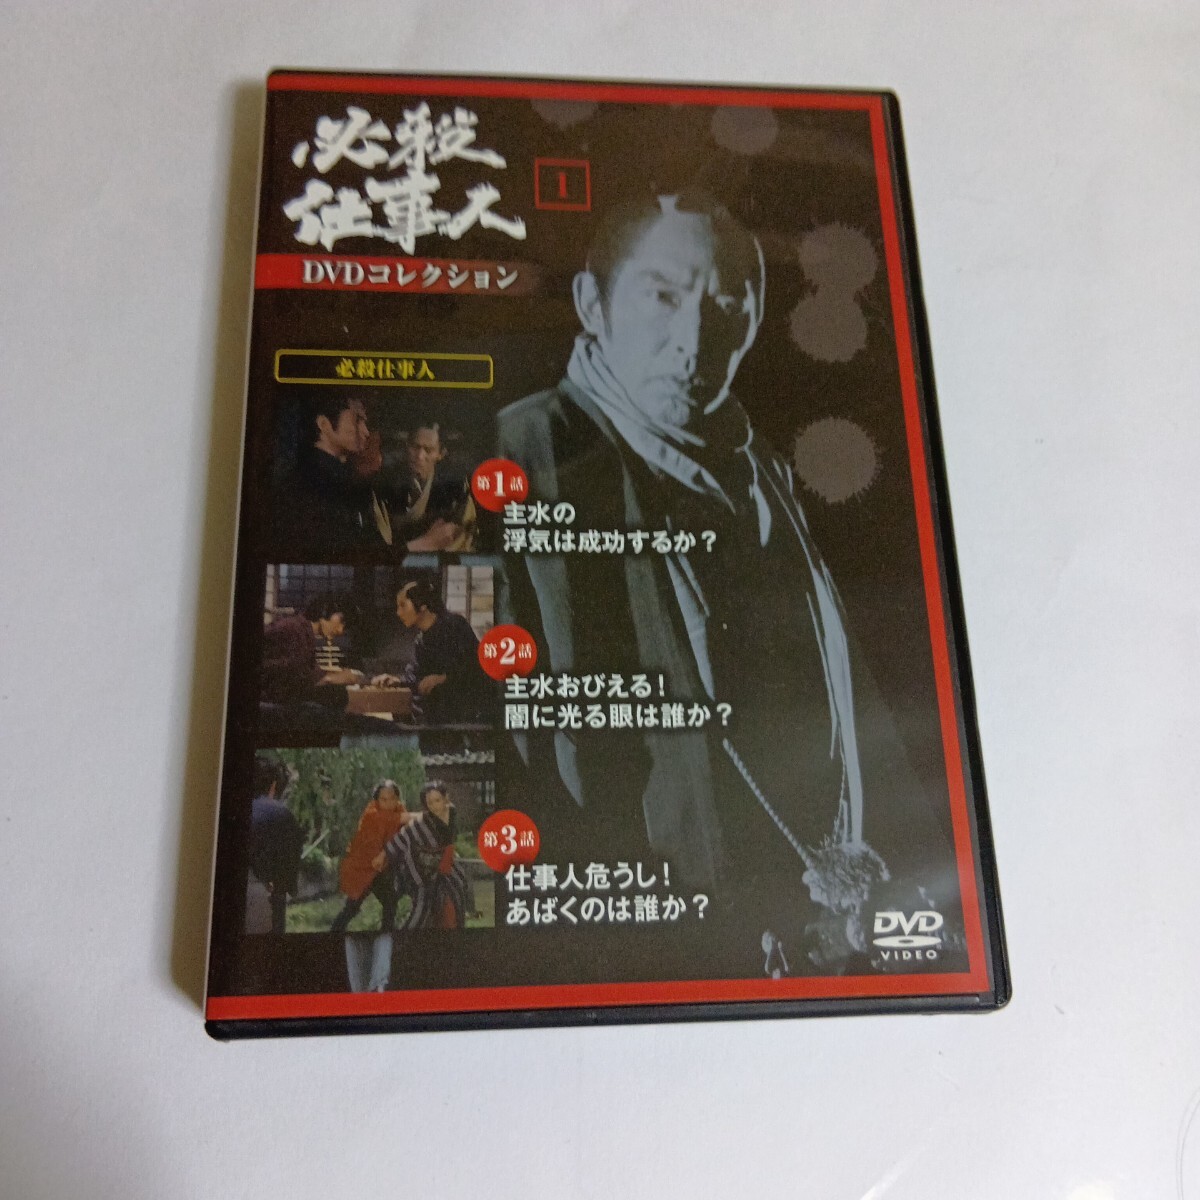 必殺
仕事人
1
DVDコレクション
必殺仕事人
第1話
主水の
浮気は成功するか？
第2話
主水おびえる！
闇に光る眼は誰か？
第3話
仕事人危うし！
あばくのは誰か？
DVD
VIDEO